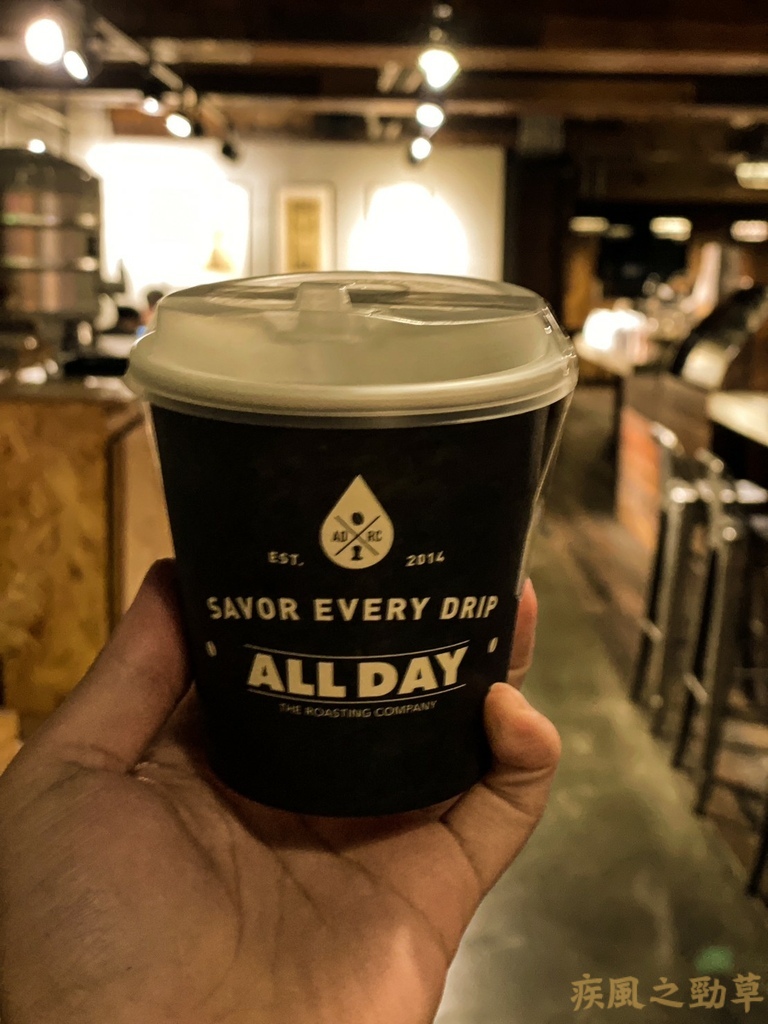 AD RC
EST. 2014
SAVOR EVERY DRIP
ALL DAY
THE ROASTING COMPANY
疾風之勁草